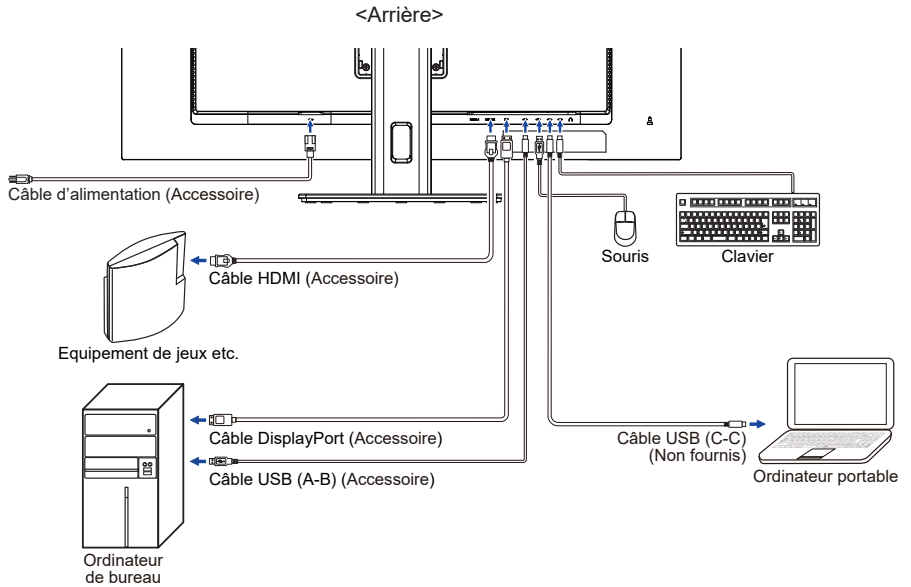 <Arrière>
Câble d'alimentation (Accessoire)
Souris
Clavier
Câble HDMI (Accessoire)
Equipement de jeux etc.
Câble DisplayPort (Accessoire)
Câble USB (C-C)
(Non fournis)
Câble USB (A-B) (Accessoire)
Ordinateur portable
Ordinateur
de bureau